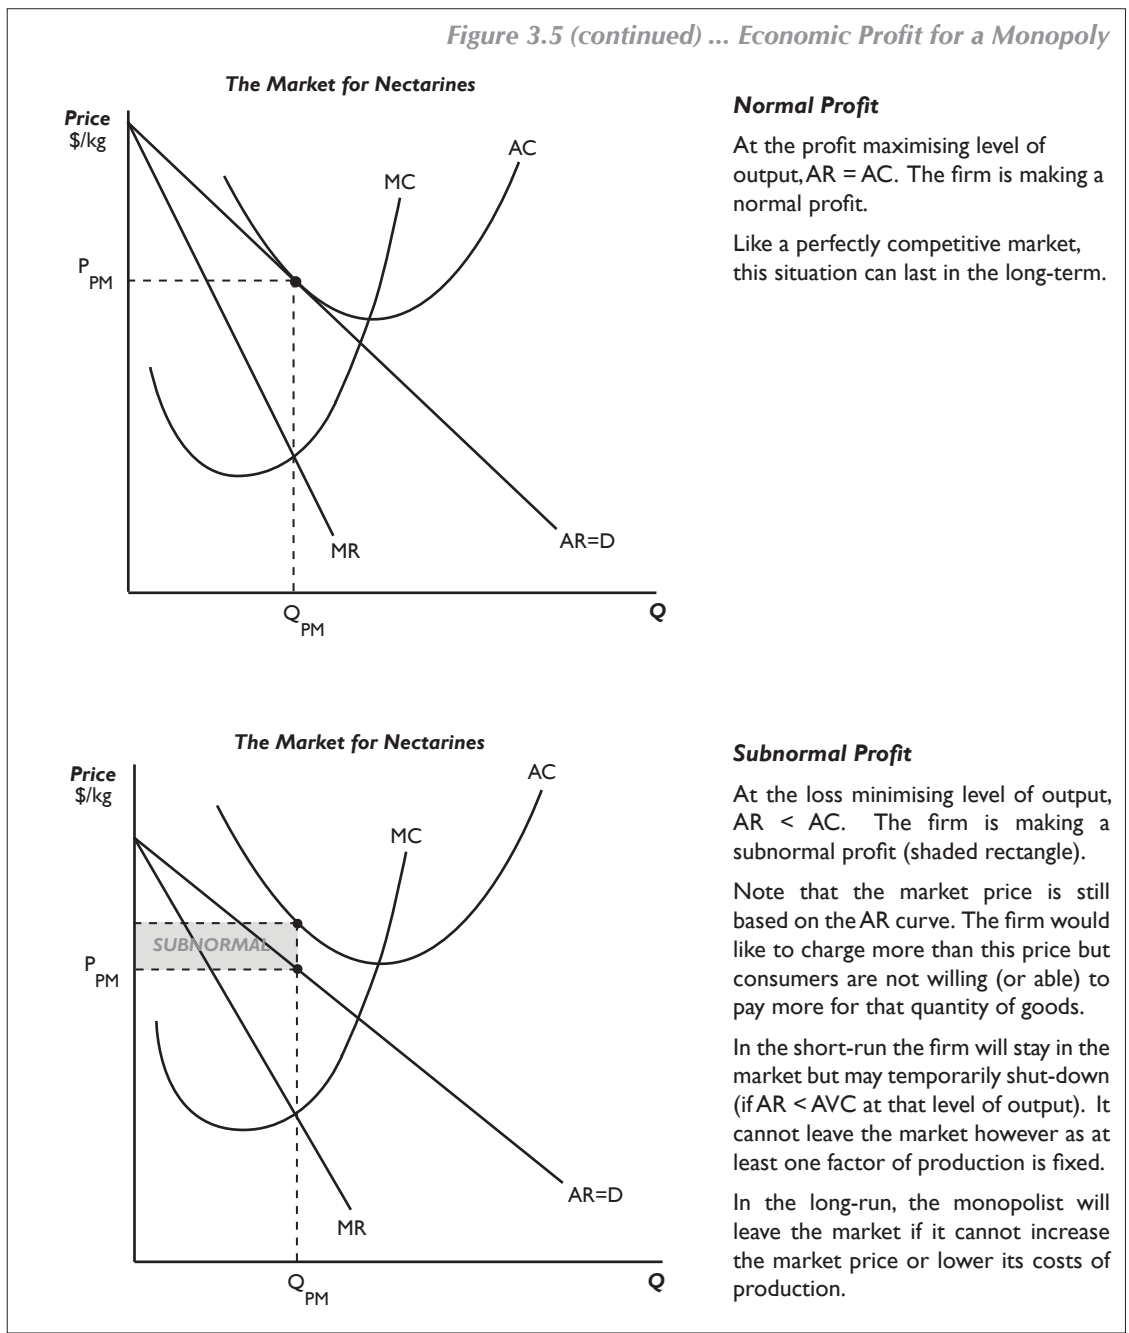 Figure 3.5 (continued) ... Economic Profit for a Monopoly
The Market for Nectarines
Price
$/kg
AC
MC
P PM
MR
AR=D
Q PM
Q
Normal Profit
At the profit maximising level of
output, AR = AC. The firm is making a
normal profit.
Like a perfectly competitive market,
this situation can last in the long-term.
The Market for Nectarines
Price
$/kg
AC
MC
SUBNORMAL
P PM
AR=D
MR
Q PM
Q
Subnormal Profit
At the loss minimising level of output,
AR < AC. The firm is making a
subnormal profit (shaded rectangle).
Note that the market price is still
based on the AR curve. The firm would
like to charge more than this price but
consumers are not willing (or able) to
pay more for that quantity of goods.
In the short-run the firm will stay in the
market but may temporarily shut-down
(if AR < AVC at that level of output). It
cannot leave the market however as at
least one factor of production is fixed.
In the long-run, the monopolist will
leave the market if it cannot increase
the market price or lower its costs of
production.